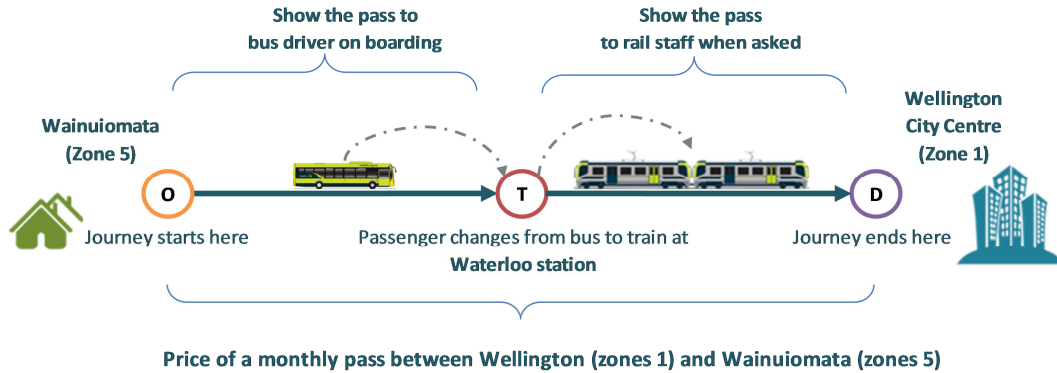 Show the pass to
bus driver on boarding
Show the pass
to rail staff when asked
Wainuiomata
(Zone 5)
Wellington
City Centre
(Zone 1)
O
T
D
Journey starts here
Passenger changes from bus to train at
Waterloo station
Journey ends here
Price of a monthly pass between Wellington (zones 1) and Wainuiomata (zones 5)